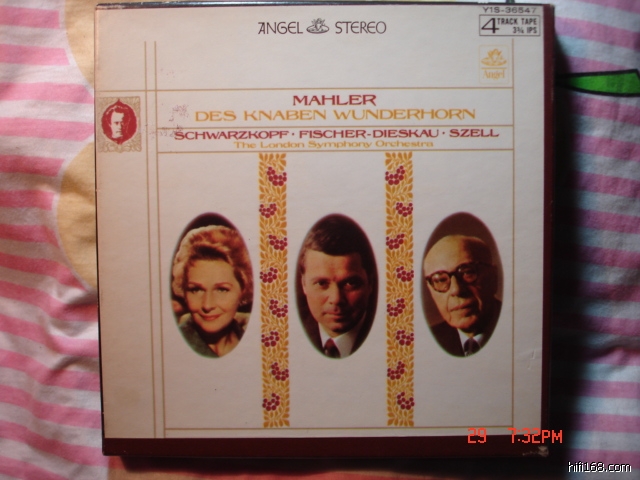 Y1S-36547
ANGEL STEREO
4 TRACK TAPE
3¾ IPS
Angel
MAHLER
DES KNABEN WUNDERHORN
SCHWARZKOPF · FISCHER-DIESKAU · SZELL
The London Symphony Orchestra
29 7:32PM
hifi168.com